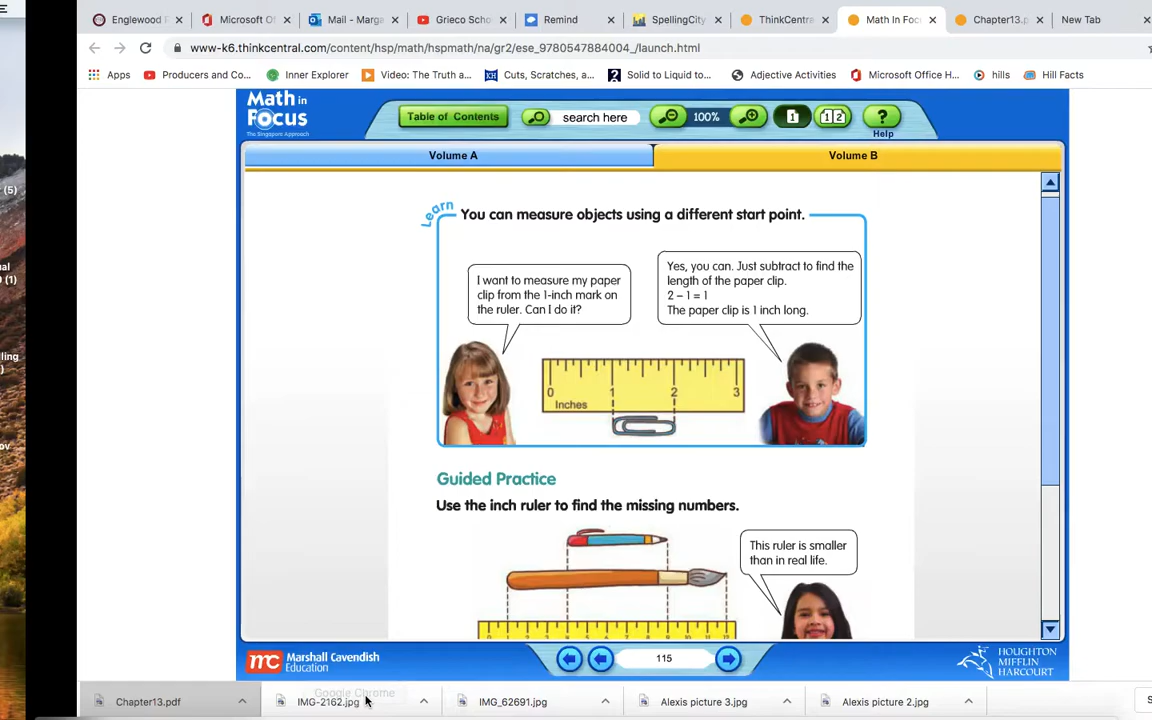 Englewood
Microsoft Of
Mail - Marga
Grieco Scho
Remind
SpellingCity
ThinkCentra
Math In Focu
Chapter13.p
New Tab
www-k6.thinkcentral.com/content/hsp/math/hspmath/na/gr2/ese_9780547884004_/launch.html
Apps
Producers and Co...
Inner Explorer
Video: The Truth a...
Cuts, Scratches, a...
Solid to Liquid to...
Adjective Activities
Microsoft Office H...
hills
Hill Facts
Math in
Focus
The Singapore Approach
Table of Contents
search here
100%
1
1 2
?
Help
Volume A
Volume B
(5)
Learn
You can measure objects using a different start point.
I want to measure my paper
clip from the 1-inch mark on
the ruler. Can I do it?
Yes, you can. Just subtract to find the
length of the paper clip.
2 – 1 = 1
The paper clip is 1 inch long.
0 1 2 3
Inches
Guided Practice
Use the inch ruler to find the missing numbers.
This ruler is smaller
than in real life.
mc
Marshall Cavendish
Education
115
HOUGHTON
MIFFLIN
HARCOURT
Google Chrome
Chapter13.pdf
IMG-2162.jpg
IMG_62691.jpg
Alexis picture 3.jpg
Alexis picture 2.jpg